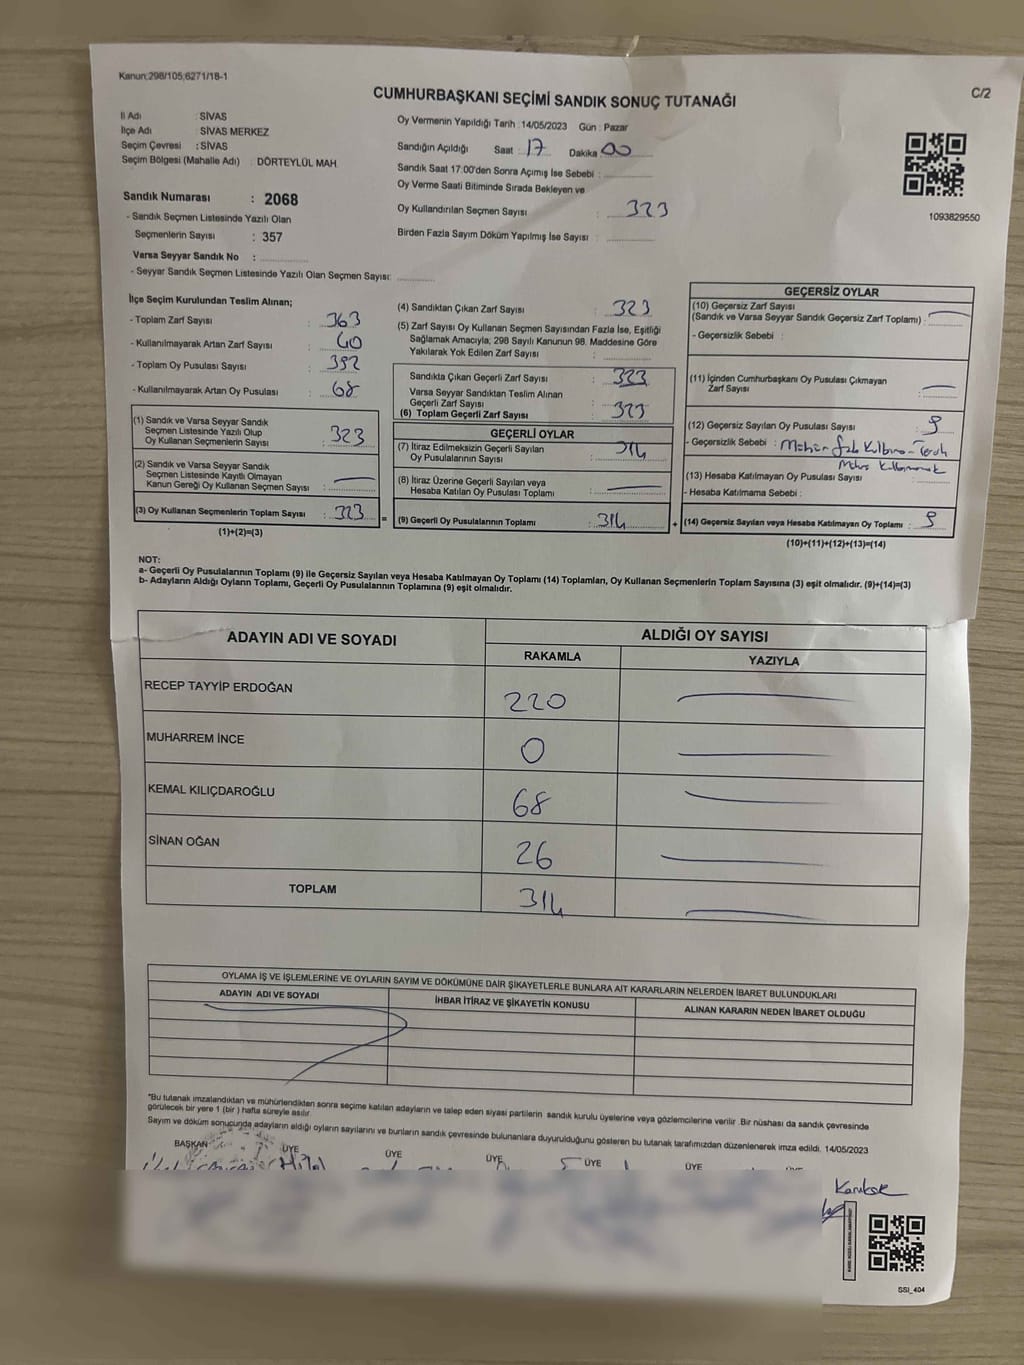 Kanun:298/105;6271/18-1
C/2
CUMHURBAŞKANI SEÇİMİ SANDIK SONUÇ TUTANAĞI
İl Adı : SİVAS
İlçe Adı : SİVAS MERKEZ
Seçim Çevresi : SİVAS
Seçim Bölgesi (Mahalle Adı) : DÖRTEYLÜL MAH.
Sandık Numarası : 2068
- Sandık Seçmen Listesinde Yazılı Olan
Seçmenlerin Sayısı : 357
Varsa Seyyar Sandık No :
- Seyyar Sandık Seçmen Listesinde Yazılı Olan Seçmen Sayısı:
Oy Vermenin Yapıldığı Tarih : 14/05/2023 Gün : Pazar
Sandığın Açıldığı Saat : 17 Dakika 00
Sandık Saat 17:00'den Sonra Açımış İse Sebebi :
Oy Verme Saati Bitiminde Sırada Bekleyen ve
Oy Kullandırılan Seçmen Sayısı : 323
Birden Fazla Sayım Döküm Yapılmış İse Sayısı :
1093829550
İlçe Seçim Kurulundan Teslim Alınan;
- Toplam Zarf Sayısı : 363
- Kullanılmayarak Artan Zarf Sayısı : 40
- Toplam Oy Pusulası Sayısı : 392
- Kullanılmayarak Artan Oy Pusulası : 68
(1) Sandık ve Varsa Seyyar Sandık
Seçmen Listesinde Yazılı Olup
Oy Kullanan Seçmenlerin Sayısı : 323
(2) Sandık ve Varsa Seyyar Sandık
Seçmen Listesinde Kayıtlı Olmayan
Kanun Gereği Oy Kullanan Seçmen Sayısı :
(3) Oy Kullanan Seçmenlerin Toplam Sayısı : 323 =
(1)+(2)=(3)
(4) Sandıktan Çıkan Zarf Sayısı : 323
(5) Zarf Sayısı Oy Kullanan Seçmen Sayısından Fazla İse, Eşitliği
Sağlamak Amacıyla; 298 Sayılı Kanunun 98. Maddesine Göre
Yakılarak Yok Edilen Zarf Sayısı :
Sandıkta Çıkan Geçerli Zarf Sayısı : 323
Varsa Seyyar Sandıktan Teslim Alınan
Geçerli Zarf Sayısı :
(6) Toplam Geçerli Zarf Sayısı : 323
GEÇERLİ OYLAR
(7) İtiraz Edilmeksizin Geçerli Sayılan
Oy Pusulalarının Sayısı : 314
(8) İtiraz Üzerine Geçerli Sayılan veya
Hesaba Katılan Oy Pusulası Toplamı :
(9) Geçerli Oy Pusulalarının Toplamı : 314 +
GEÇERSİZ OYLAR
(10) Geçersiz Zarf Sayısı
(Sandık ve Varsa Seyyar Sandık Geçersiz Zarf Toplamı) :
- Geçersizlik Sebebi :
(11) İçinden Cumhurbaşkanı Oy Pusulası Çıkmayan
Zarf Sayısı :
(12) Geçersiz Sayılan Oy Pusulası Sayısı : 9
- Geçersizlik Sebebi : Mühür
(13) Hesaba Katılmayan Oy Pusulası Sayısı :
- Hesaba Katılmama Sebebi :
(14) Geçersiz Sayılan veya Hesaba Katılmayan Oy Toplamı : 9
(10)+(11)+(12)+(13)=(14)
NOT:
a- Geçerli Oy Pusulalarının Toplamı (9) ile Geçersiz Sayılan veya Hesaba Katılmayan Oy Toplamı (14) Toplamları, Oy Kullanan Seçmenlerin Toplam Sayısına (3) eşit olmalıdır. (9)+(14)=(3)
b- Adayların Aldığı Oyların Toplamı, Geçerli Oy Pusulalarının Toplamına (9) eşit olmalıdır.
ADAYIN ADI VE SOYADI
ALDIĞI OY SAYISI
RAKAMLA YAZIYLA
RECEP TAYYİP ERDOĞAN 220
MUHARREM İNCE 0
KEMAL KILIÇDAROĞLU 68
SİNAN OĞAN 26
TOPLAM 314
OYLAMA İŞ VE İŞLEMLERİNE VE OYLARIN SAYIM VE DÖKÜMÜNE DAİR ŞİKAYETLERLE BUNLARA AİT KARARLARIN NELERDEN İBARET BULUNDUKLARI
ADAYIN ADI VE SOYADI İHBAR İTİRAZ VE ŞİKAYETİN KONUSU ALINAN KARARIN NEDEN İBARET OLDUĞU
*Bu tutanak imzalandıktan ve mühürlendikten sonra seçime katılan adayların ve talep eden siyasi partilerin sandık kurulu üyelerine veya gözlemcilerine verilir. Bir nüshası da sandık çevresinde
görülecek bir yere 1 (bir) hafta süreyle asılır.
Sayım ve döküm sonucunda adayların aldığı oyların sayılarını ve bunların sandık çevresinde bulunanlara duyurulduğunu gösteren bu tutanak tarafımızdan düzenlenerek imza edildi. 14/05/2023
BAŞKAN ÜYE ÜYE ÜYE ÜYE ÜYE ÜYE
SSI_404